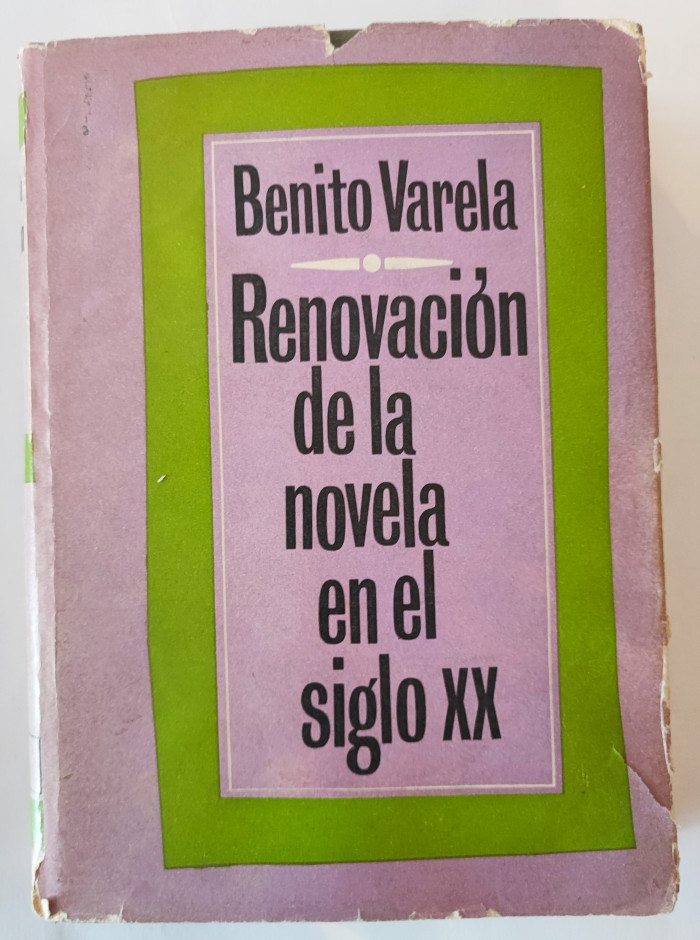 Benito Varela
Renovación
de la
novela
en el
siglo XX